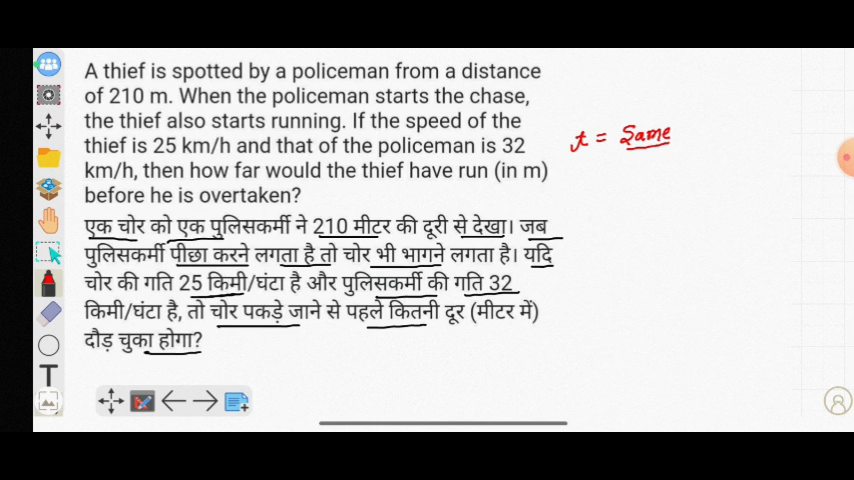 A thief is spotted by a policeman from a distance
of 210 m. When the policeman starts the chase,
the thief also starts running. If the speed of the
thief is 25 km/h and that of the policeman is 32
km/h, then how far would the thief have run (in m)
before he is overtaken?
t = Same
एक चोर को एक पुलिसकर्मी ने 210 मीटर की दूरी से देखा। जब
पुलिसकर्मी पीछा करने लगता है तो चोर भी भागने लगता है। यदि
चोर की गति 25 किमी/घंटा है और पुलिसकर्मी की गति 32
किमी/घंटा है, तो चोर पकड़े जाने से पहले कितनी दूर (मीटर में)
दौड़ चुका होगा?
T